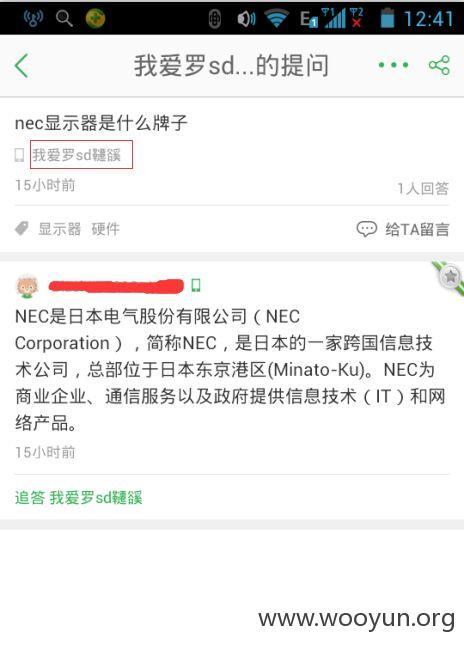 12:41
我爱罗sd...的提问
nec显示器是什么牌子
我爱罗sd韃豀
15小时前
1人回答
显示器 硬件
给TA留言
NEC是日本电气股份有限公司（NEC
Corporation），简称NEC，是日本的一家跨国信息技
术公司，总部位于日本东京港区(Minato-Ku)。NEC为
商业企业、通信服务以及政府提供信息技术（IT）和网
络产品。
15小时前
追答 我爱罗sd韃豀
www.wooyun.org